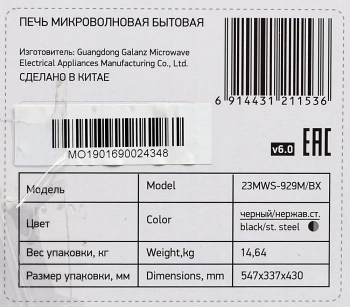 ПЕЧЬ МИКРОВОЛНОВАЯ БЫТОВАЯ
Изготовитель: Guangdong Galanz Microwave
Electrical Appliances Manufacturing Co., Ltd.
СДЕЛАНО В КИТАЕ
6 914431 211536
MO1901690024348
v6.0 EAC
Модель Model 23MWS-929M/BX
Цвет Color черный/нержав.ст.
black/st. steel
Вес упаковки, кг Weight,kg 14,64
Размер упаковки, мм Dimensions, mm 547x337x430